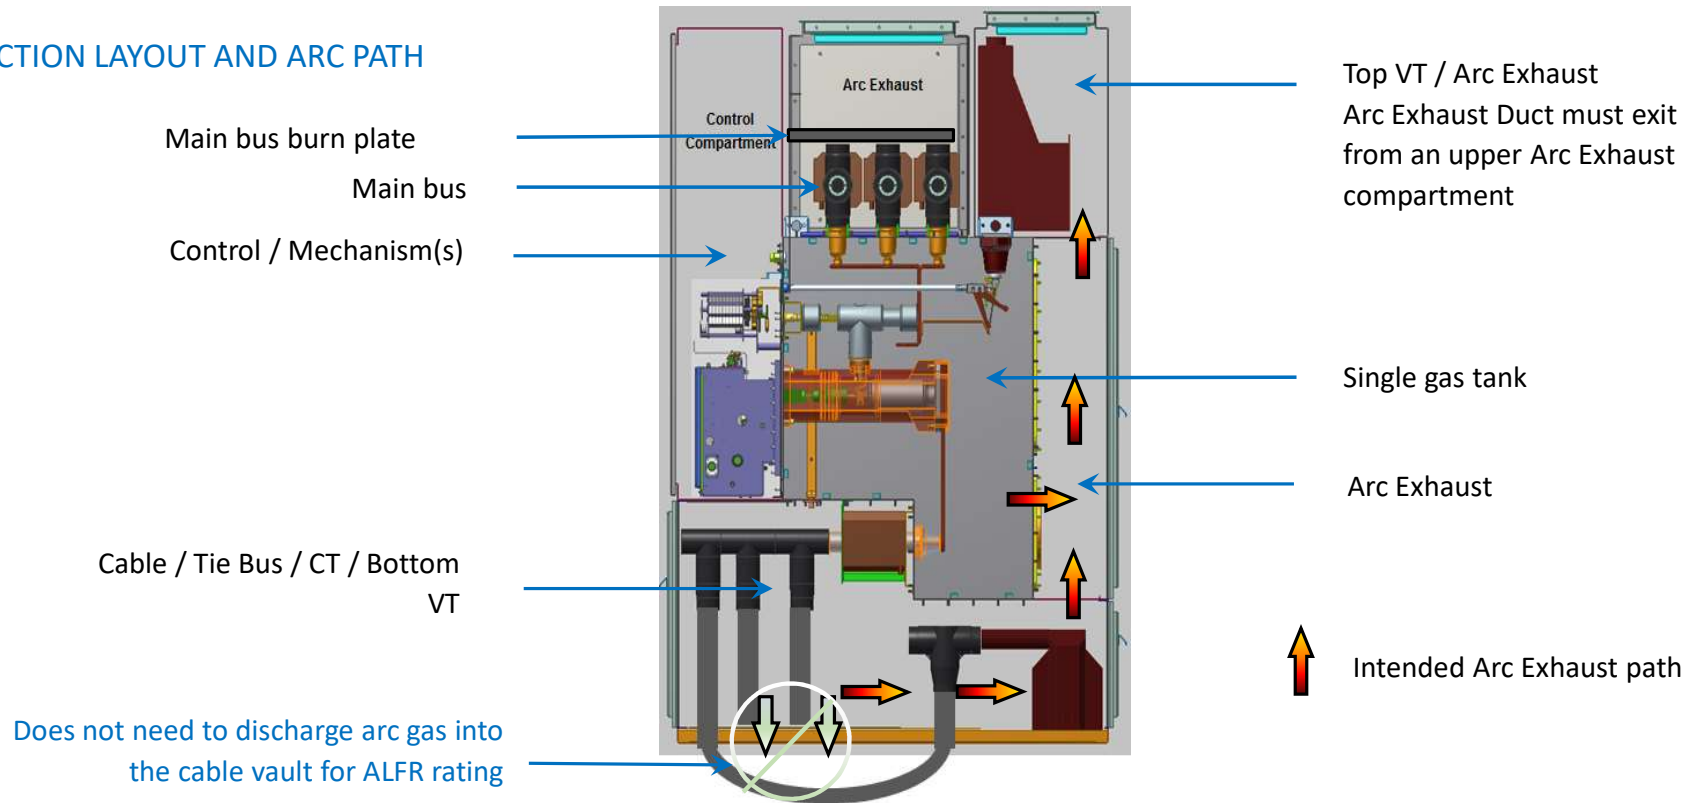 CTION LAYOUT AND ARC PATH
Main bus burn plate
Main bus
Control / Mechanism(s)
Cable / Tie Bus / CT / Bottom
VT
Does not need to discharge arc gas into
the cable vault for ALFR rating
Control
Compartment
Arc Exhaust
Top VT / Arc Exhaust
Arc Exhaust Duct must exit
from an upper Arc Exhaust
compartment
Single gas tank
Arc Exhaust
Intended Arc Exhaust path